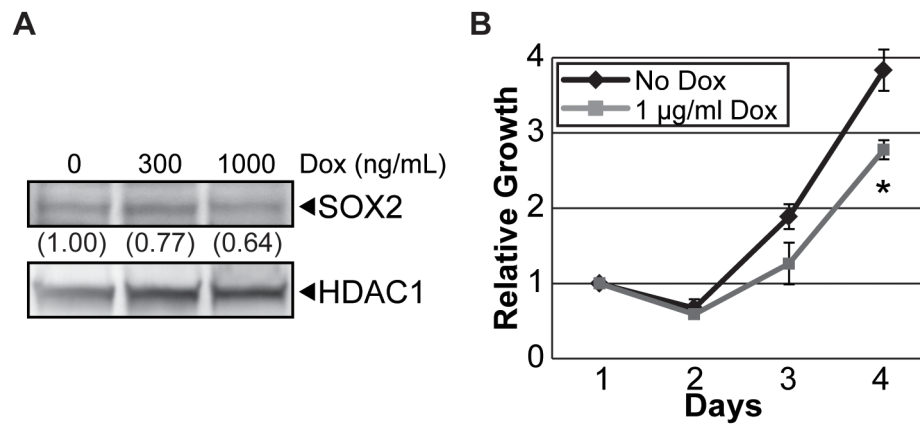 A
0 300 1000 Dox (ng/mL)
◄SOX2
(1.00) (0.77) (0.64)
◄HDAC1
B
Relative Growth
4
3
2
1
0
No Dox
1 µg/ml Dox
*
1 2 3 4
Days